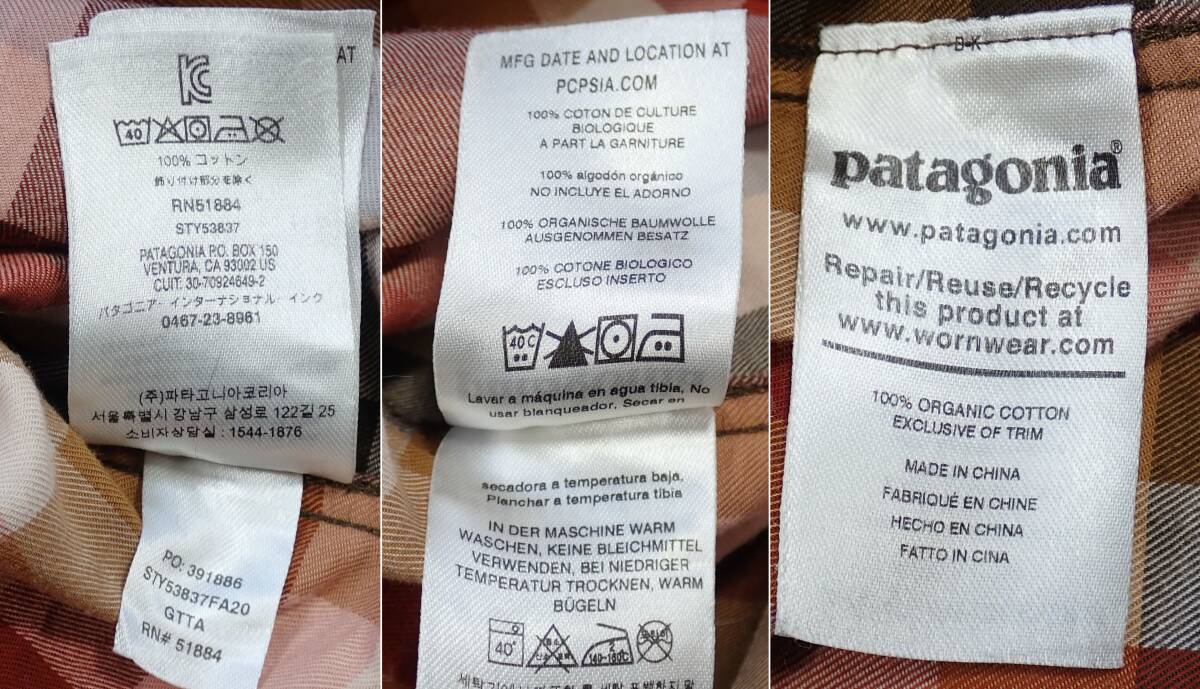 AT
40
100% コットン
飾り付け部分を除く
RN51884
STY53837
PATAGONIA P.O. BOX 150
VENTURA, CA 93002 US
CUIT: 30-70924649-2
パタゴニア・インターナショナル・インク
0467-23-8961
(주)파타고니아코리아
서울특별시 강남구 삼성로 122길 25
소비자상담실 : 1544-1876
PO: 391886
STY53837FA20
GTTA
RN# 51884
MFG DATE AND LOCATION AT
PCPSIA.COM
100% COTON DE CULTURE
BIOLOGIQUE
A PART LA GARNITURE
100% algodón orgánico
NO INCLUYE EL ADORNO
100% ORGANISCHE BAUMWOLLE
AUSGENOMMEN BESATZ
100% COTONE BIOLOGICO
ESCLUSO INSERTO
40 C
Lavar a máquina en agua tibia, No
usar blanqueador, Secar en
secadora a temperatura baja,
Planchar a temperatura tibia
IN DER MASCHINE WARM
WASCHEN, KEINE BLEICHMITTEL
VERWENDEN, BEI NIEDRIGER
TEMPERATUR TROCKNEN, WARM
BÜGELN
40°
2
140-160°C
B-K
patagonia®
www.patagonia.com
Repair/Reuse/Recycle
this product at
www.wornwear.com
100% ORGANIC COTTON
EXCLUSIVE OF TRIM
MADE IN CHINA
FABRIQUÉ EN CHINE
HECHO EN CHINA
FATTO IN CINA